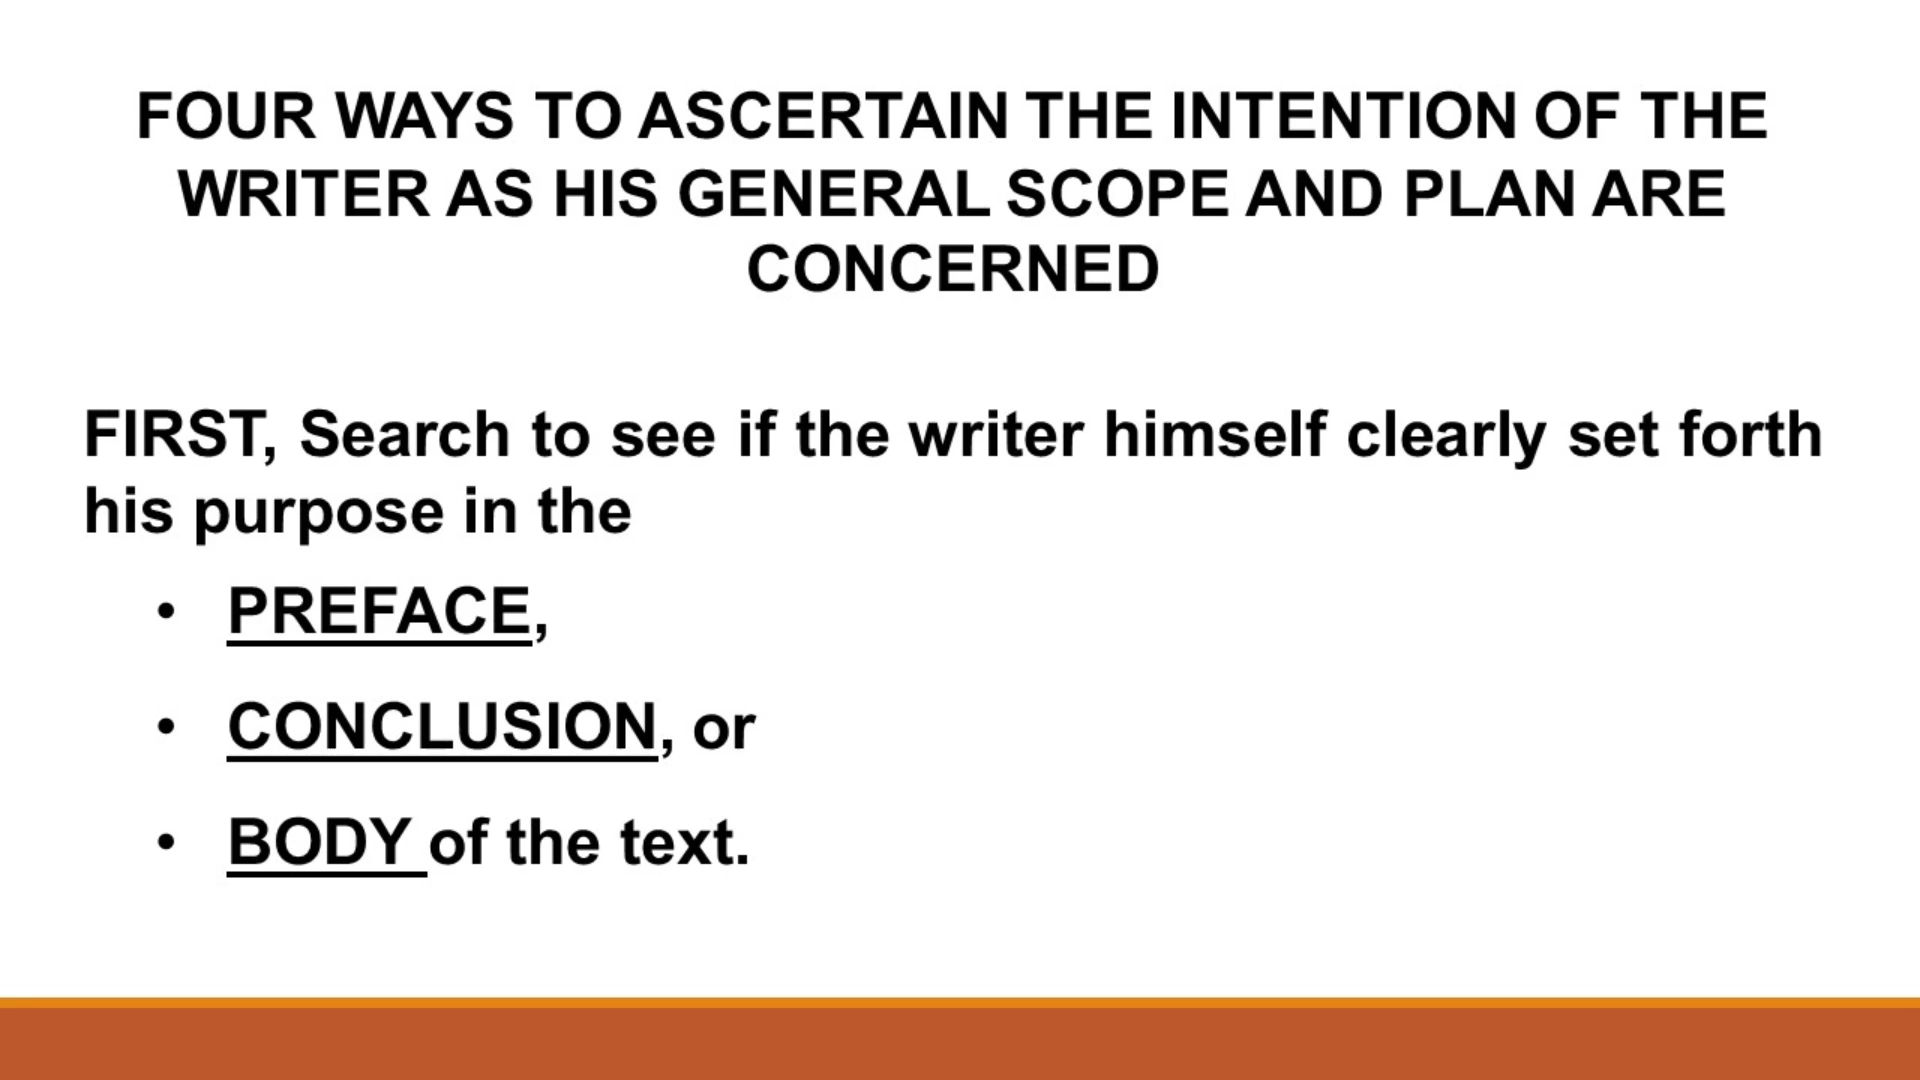 FOUR WAYS TO ASCERTAIN THE INTENTION OF THE
WRITER AS HIS GENERAL SCOPE AND PLAN ARE
CONCERNED
FIRST, Search to see if the writer himself clearly set forth
his purpose in the
• PREFACE,
• CONCLUSION, or
• BODY of the text.